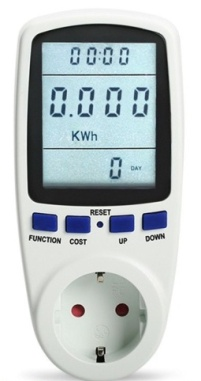 00:00
0.000
KWh
0 DAY
RESET
FUNCTION COST UP DOWN